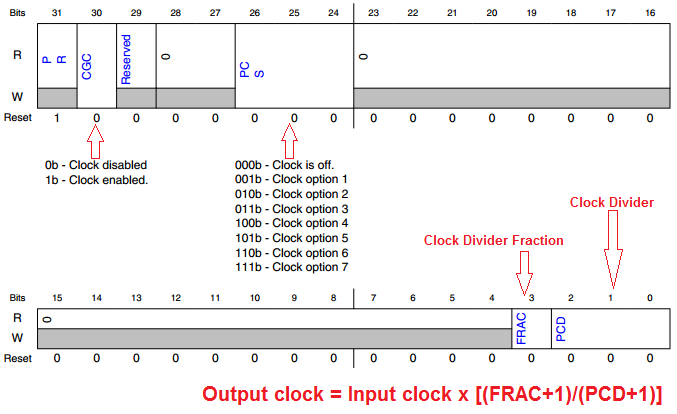 Bits 31 30 29 28 27 26 25 24 23 22 21 20 19 18 17 16
R PR CGC Reserved 0 PCS 0
W
Reset 1 0 0 0 0 0 0 0 0 0 0 0 0 0 0 0
0b - Clock disabled
1b - Clock enabled.
000b - Clock is off.
001b - Clock option 1
010b - Clock option 2
011b - Clock option 3
100b - Clock option 4
101b - Clock option 5
110b - Clock option 6
111b - Clock option 7
Clock Divider
Clock Divider Fraction
Bits 15 14 13 12 11 10 9 8 7 6 5 4 3 2 1 0
R 0 FRAC PCD
W
Reset 0 0 0 0 0 0 0 0 0 0 0 0 0 0 0 0
Output clock = Input clock x [(FRAC+1)/(PCD+1)]